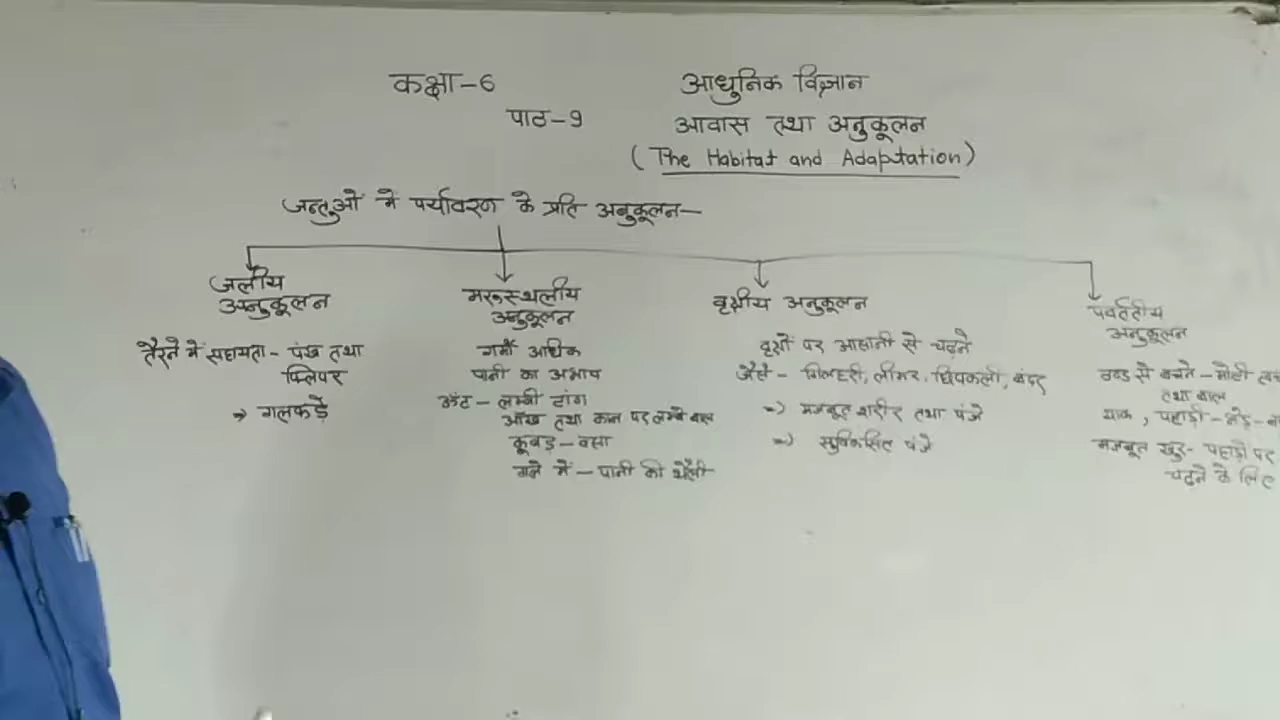 कक्षा-6 आधुनिक विज्ञान
पाठ-9 आवास तथा अनुकूलन
(The Habitat and Adaptation)
जन्तुओं में पर्यावरण के प्रति अनुकूलन-
जलीय
अनुकूलन
तैरने में सहायता - पंख तथा
फ्लिपर
→ गलफड़े
मरूस्थलीय
अनुकूलन
गर्मी अधिक
पानी का अभाव
ऊंट - लम्बी टांग
आँख तथा कान पर लम्बे बाल
कूबड़ - वसा
गले में - पानी की थैली
वृक्षीय अनुकूलन
वृक्षों पर आसानी से चढ़ने
जैसे - गिलहरी, लीमर, छिपकली, बंदर
→ मजबूत शरीर तथा पंजे
→ सुविकसित पंजे
पर्वततीय
अनुकूलन
ठण्ड से बचने - मोटी
तथा बाल
याक, पहाड़ी - भेड़ -
मजबूत खुर - पहाड़ो पर
चढ़ने के लिए